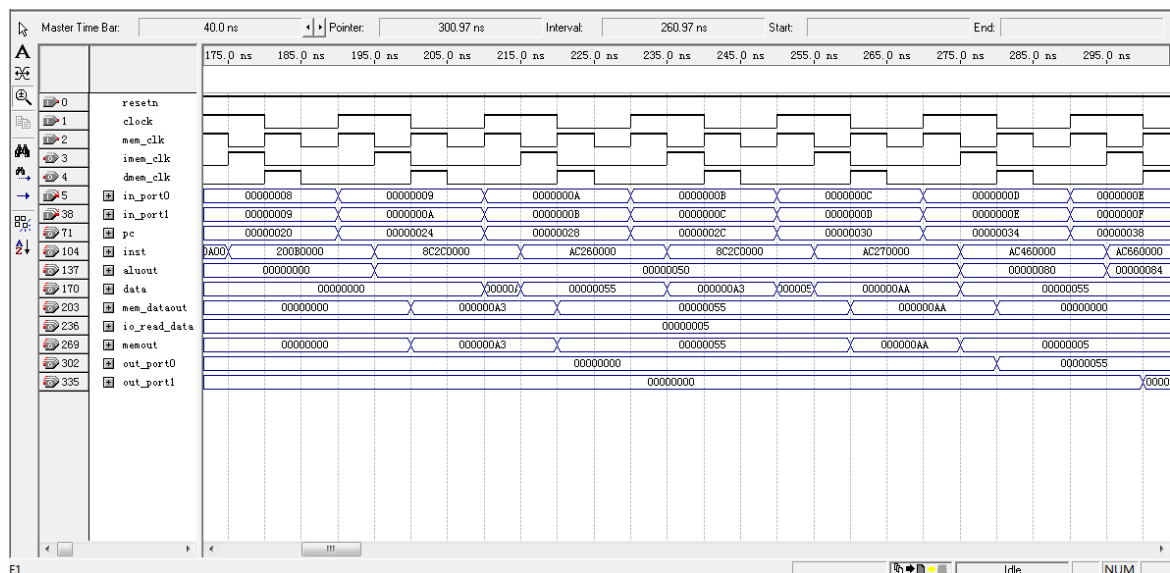 Master Time Bar: 40.0 ns Pointer: 300.97 ns Interval: 260.97 ns Start: End:
175.0 ns 185.0 ns 195.0 ns 205.0 ns 215.0 ns 225.0 ns 235.0 ns 245.0 ns 255.0 ns 265.0 ns 275.0 ns 285.0 ns 295.0 ns
0 resetn
1 clock
2 mem_clk
3 imem_clk
4 dmem_clk
5 in_port0 00000008 00000009 0000000A 0000000B 0000000C 0000000D 0000000E
38 in_port1 00000009 0000000A 0000000B 0000000C 0000000D 0000000E 0000000F
71 pc 00000020 00000024 00000028 0000002C 00000030 00000034 00000038
104 inst 200B0000 8C2C0000 AC260000 8C2C0000 AC270000 AC460000 AC660000
137 aluout 00000000 00000050 00000080 00000084
170 data 00000000 00000055 000000A3 000000AA 00000055
203 mem_dataout 00000000 000000A3 00000055 000000AA 00000000
236 io_read_data 00000005
269 memout 00000000 000000A3 00000055 000000AA 00000005
302 out_port0 00000000 00000055
335 out_port1 00000000 0000
F1 Idle NUM